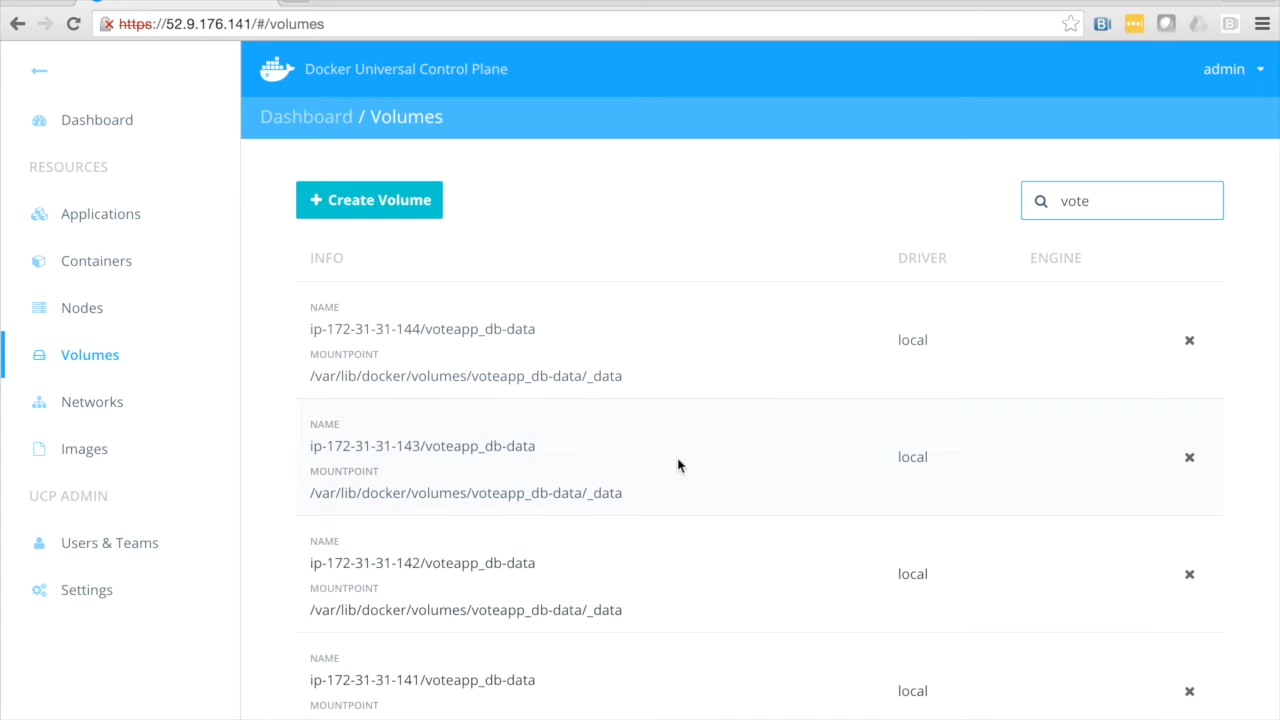 https://52.9.176.141/#/volumes
Docker Universal Control Plane
admin
Dashboard / Volumes
Dashboard
RESOURCES
Applications
Containers
Nodes
Volumes
Networks
Images
UCP ADMIN
Users & Teams
Settings
+ Create Volume
vote
INFO DRIVER ENGINE
NAME
ip-172-31-31-144/voteapp_db-data
local
MOUNTPOINT
/var/lib/docker/volumes/voteapp_db-data/_data
NAME
ip-172-31-31-143/voteapp_db-data
local
MOUNTPOINT
/var/lib/docker/volumes/voteapp_db-data/_data
NAME
ip-172-31-31-142/voteapp_db-data
local
MOUNTPOINT
/var/lib/docker/volumes/voteapp_db-data/_data
NAME
ip-172-31-31-141/voteapp_db-data
local
MOUNTPOINT